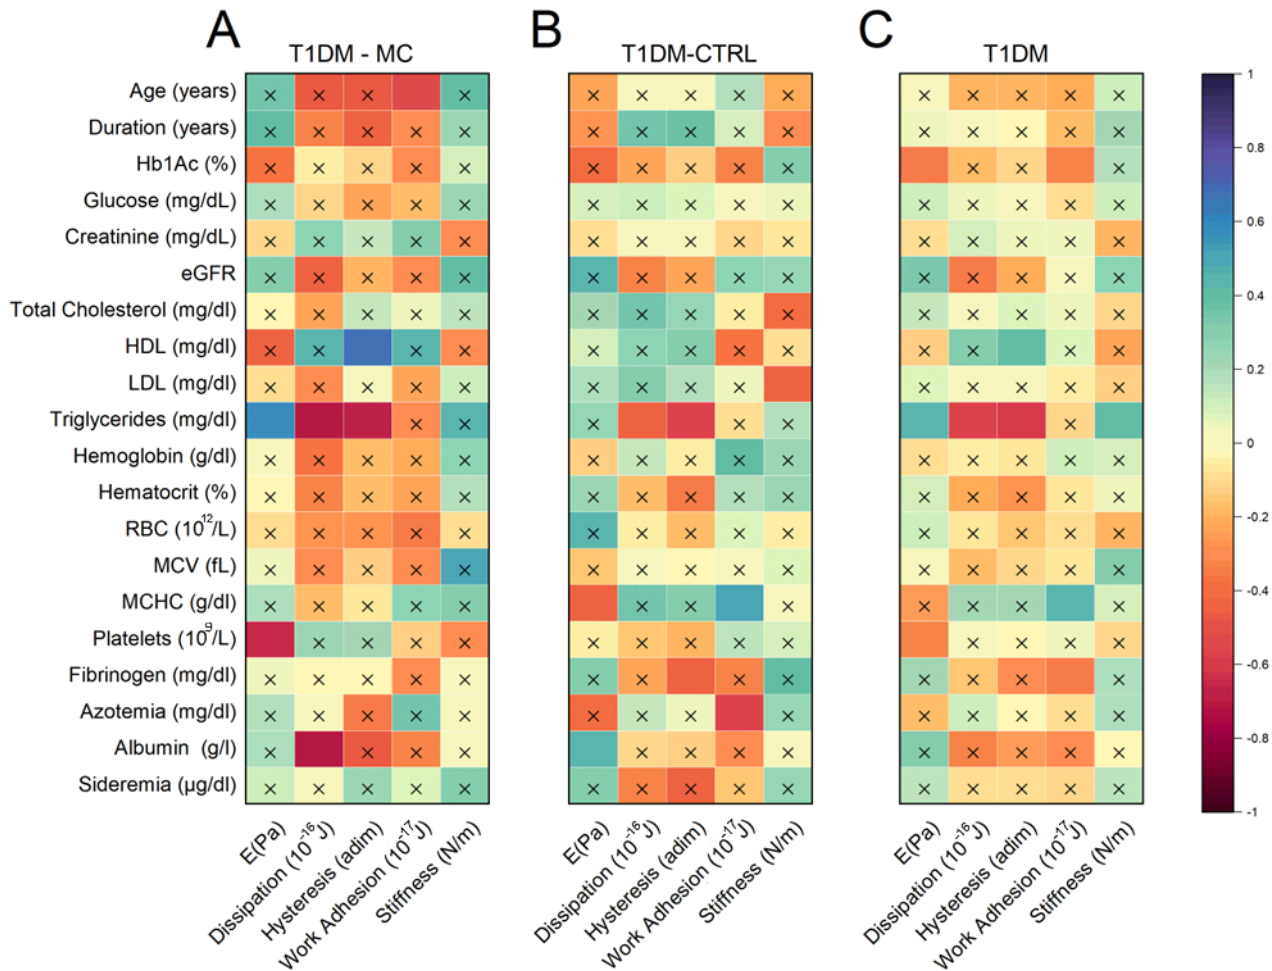 A
B
C
T1DM - MC
T1DM-CTRL
T1DM
Age (years)
Duration (years)
Hb1Ac (%)
Glucose (mg/dL)
Creatinine (mg/dL)
eGFR
Total Cholesterol (mg/dl)
HDL (mg/dl)
LDL (mg/dl)
Triglycerides (mg/dl)
Hemoglobin (g/dl)
Hematocrit (%)
RBC (10¹²/L)
MCV (fL)
MCHC (g/dl)
Platelets (10⁹/L)
Fibrinogen (mg/dl)
Azotemia (mg/dl)
Albumin (g/l)
Sideremia (μg/dl)
E(Pa)
Dissipation (10⁻¹⁶J)
Hysteresis (adim)
Work Adhesion (10⁻¹⁷J)
Stiffness (N/m)
E(Pa)
Dissipation (10⁻¹⁶J)
Hysteresis (adim)
Work Adhesion (10⁻¹⁷J)
Stiffness (N/m)
E(Pa)
Dissipation (10⁻¹⁶J)
Hysteresis (adim)
Work Adhesion (10⁻¹⁷J)
Stiffness (N/m)
1
0.8
0.6
0.4
0.2
0
-0.2
-0.4
-0.6
-0.8
-1